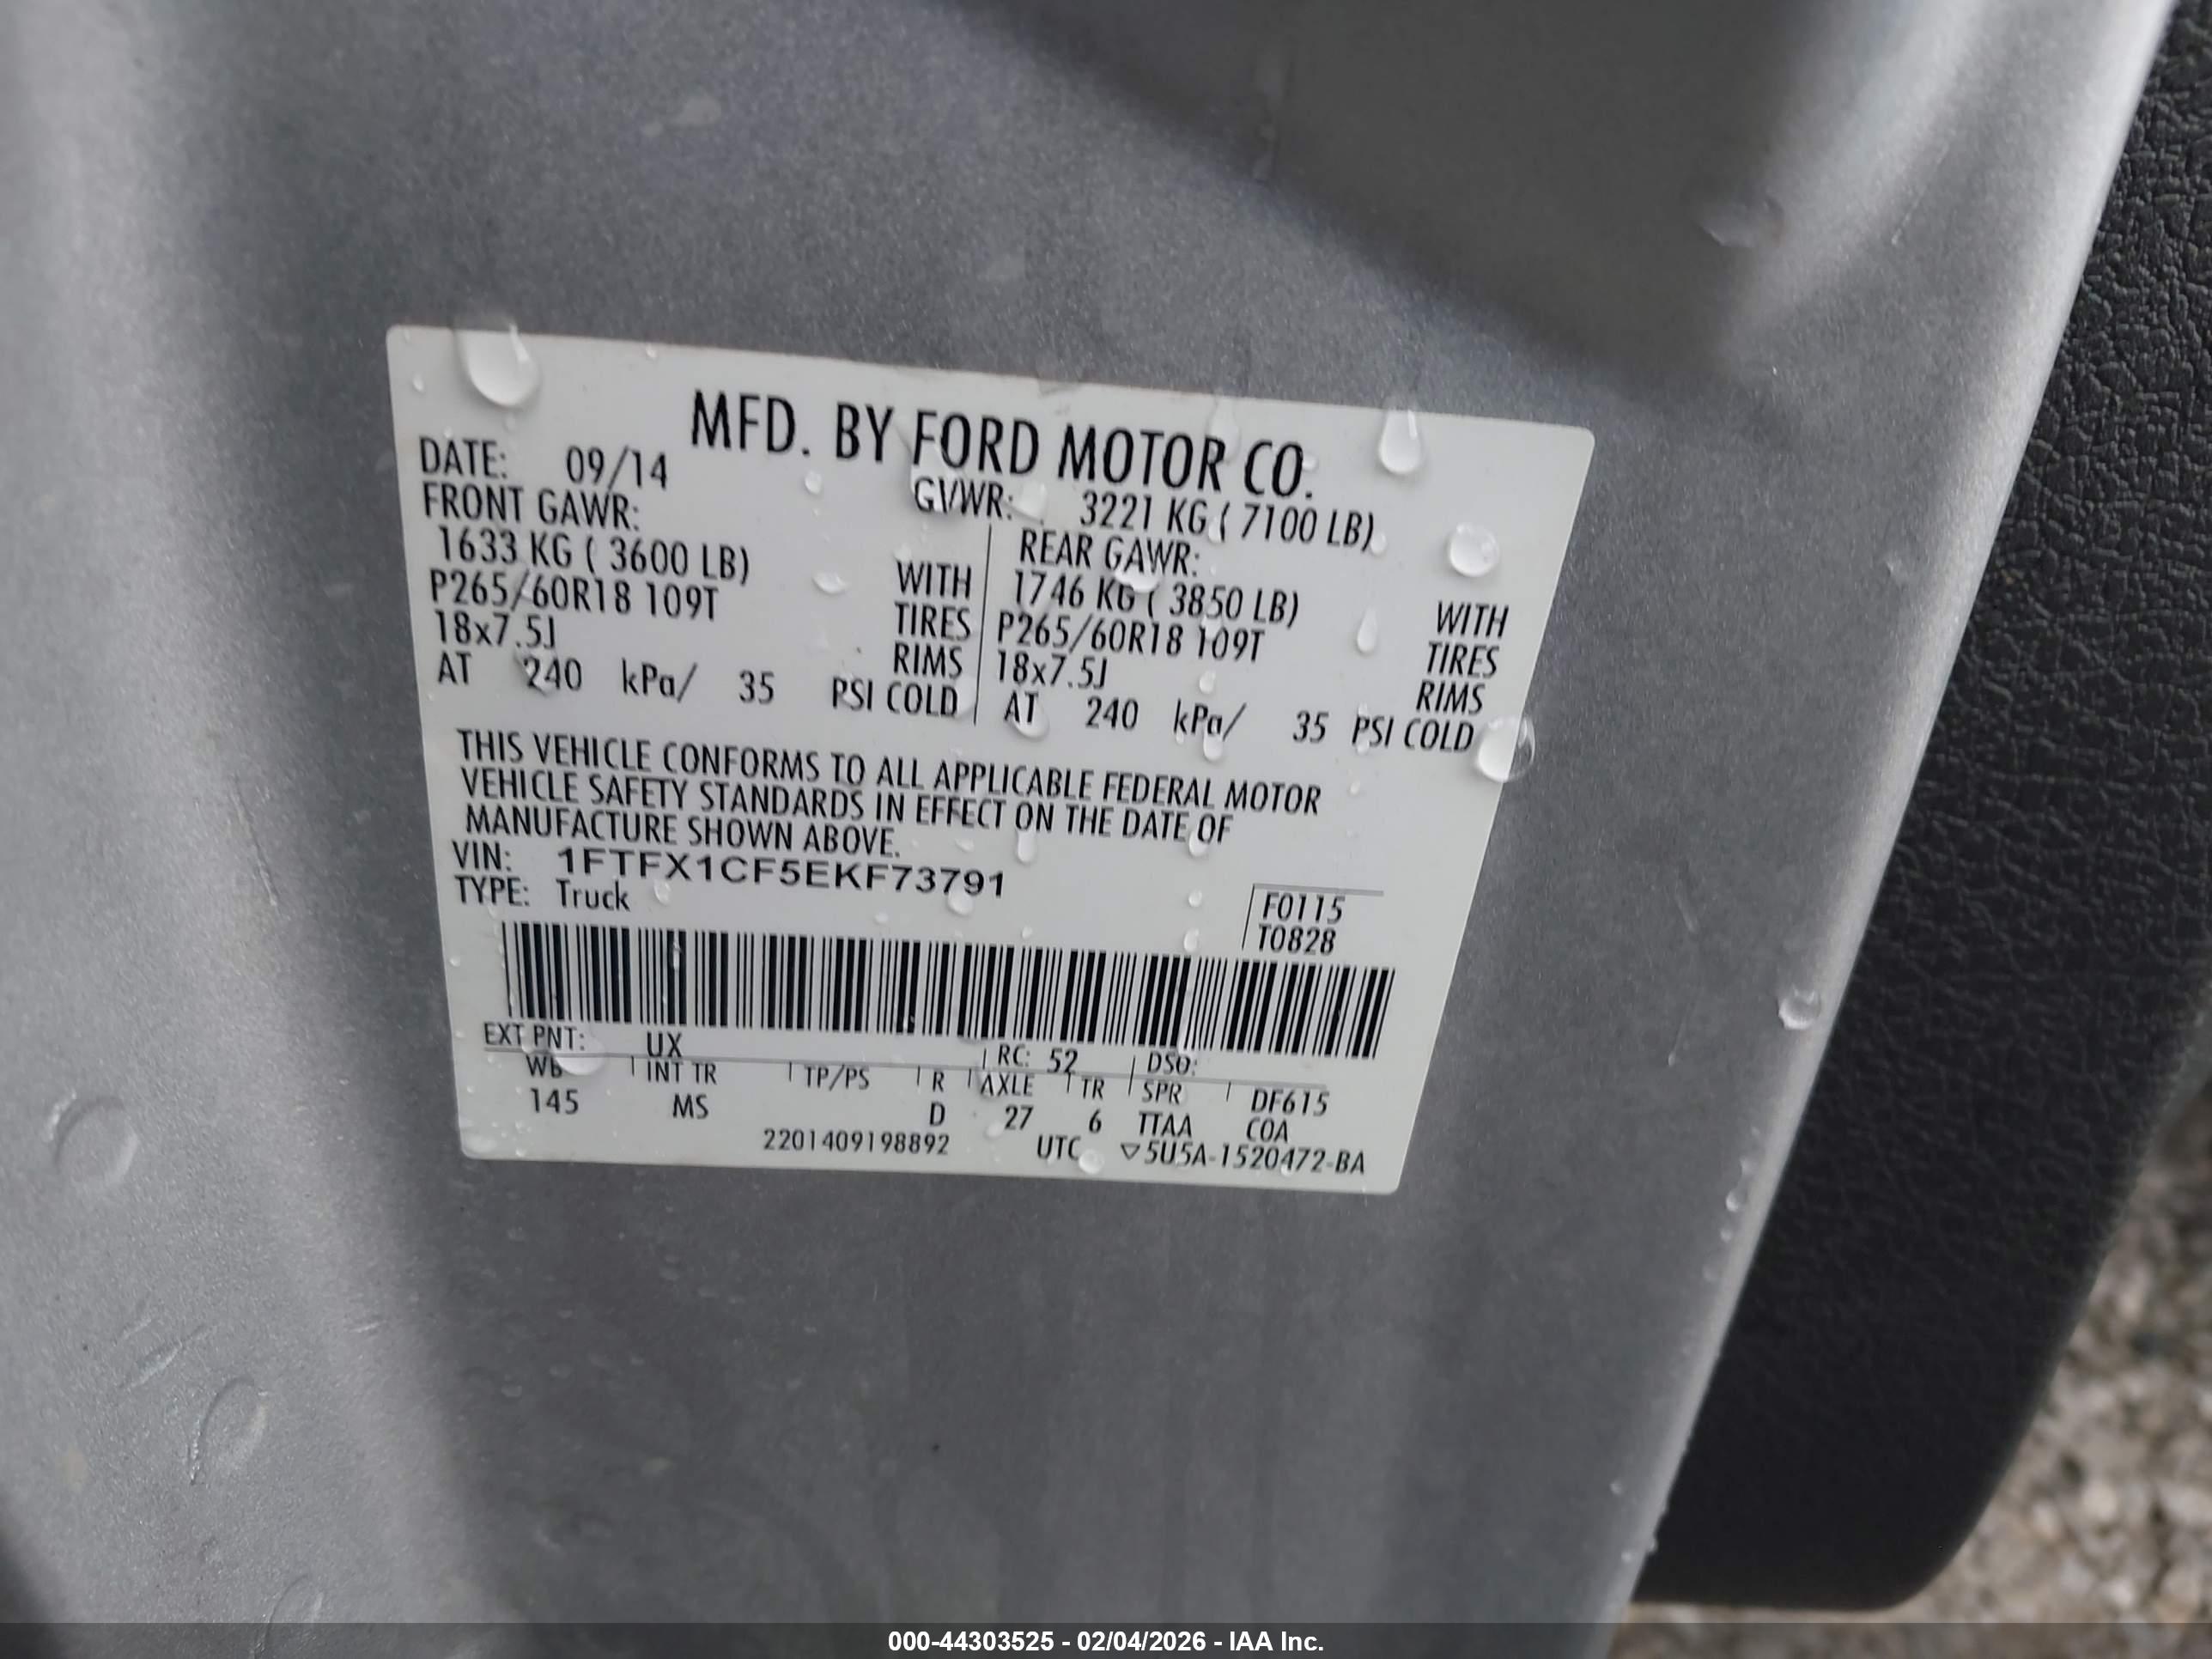 MFD. BY FORD MOTOR CO.
DATE: 09/14 GVWR: 3221 KG ( 7100 LB)
FRONT GAWR: REAR GAWR:
1633 KG ( 3600 LB) WITH 1746 KG ( 3850 LB) WITH
P265/60R18 109T TIRES P265/60R18 109T TIRES
18x7.5J RIMS 18x7.5J RIMS
AT 240 kPa/ 35 PSI COLD AT 240 kPa/ 35 PSI COLD
THIS VEHICLE CONFORMS TO ALL APPLICABLE FEDERAL MOTOR
VEHICLE SAFETY STANDARDS IN EFFECT ON THE DATE OF
MANUFACTURE SHOWN ABOVE.
VIN: 1FTFX1CF5EKF73791
TYPE: Truck
F0115
T0828
EXT PNT: UX RC: 52 DSO:
WB INT TR TP/PS R AXLE TR SPR DF615
145 MS D 27 6 TTAA COA
2201409198892 UTC ▽5U5A-1520472-BA
000-44303525 - 02/04/2026 - IAA Inc.